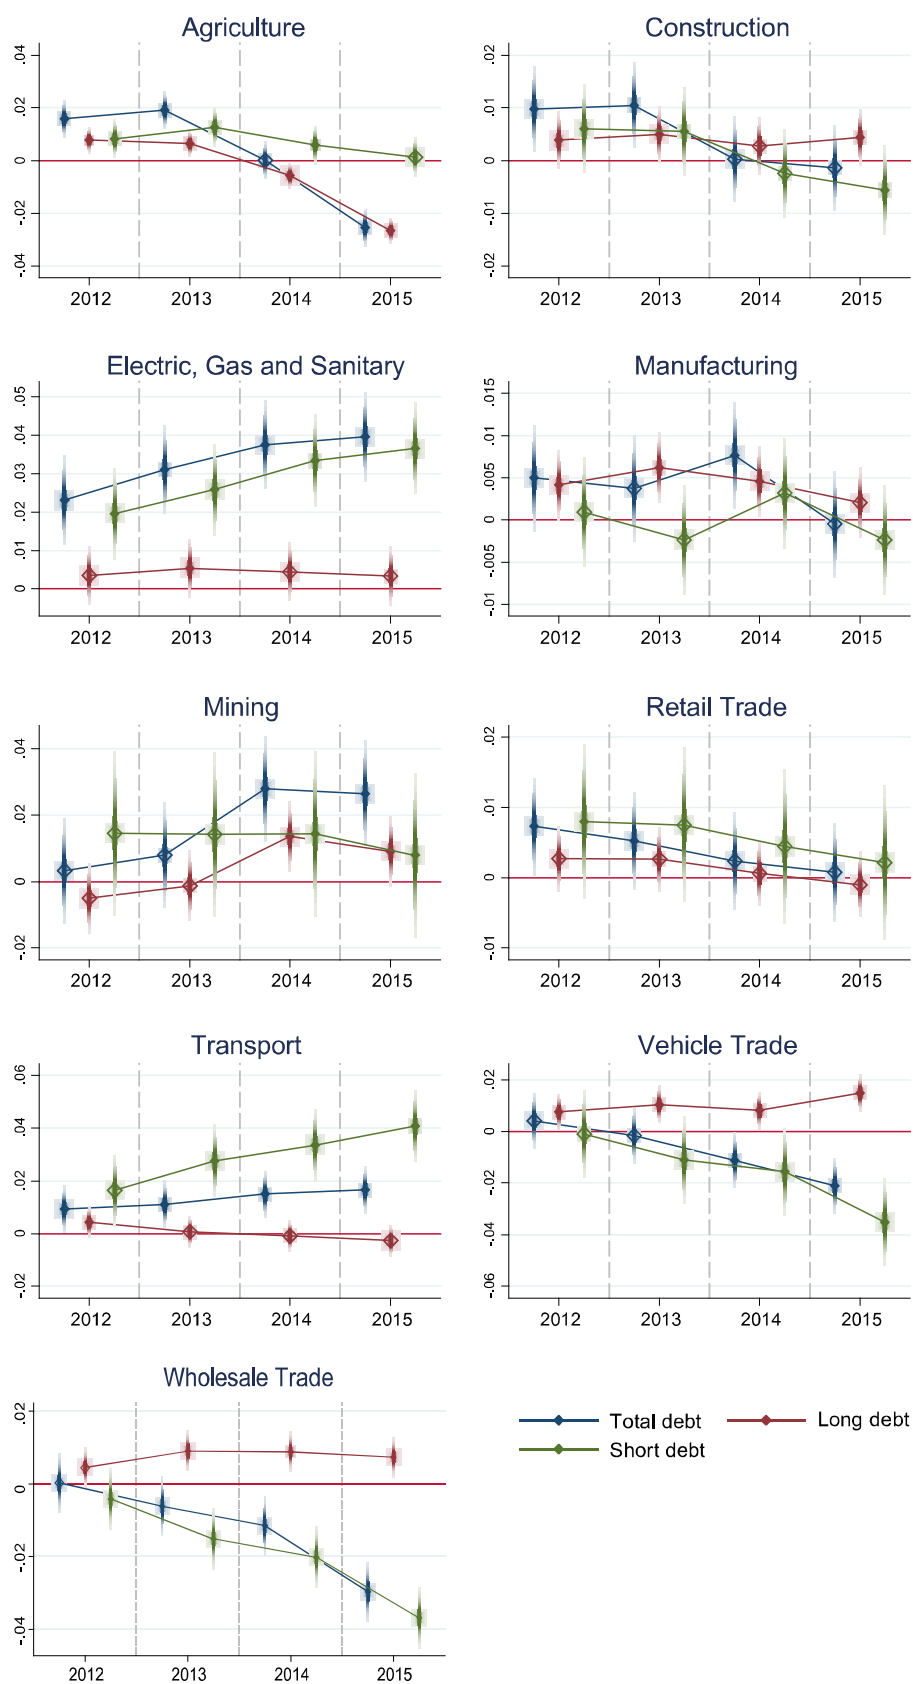 Agriculture
.04
.02
0
-.02
-.04
2012 2013 2014 2015
Construction
.02
.01
0
-.01
-.02
2012 2013 2014 2015
Electric, Gas and Sanitary
.05
.04
.03
.02
.01
0
2012 2013 2014 2015
Manufacturing
.015
.01
.005
0
-.005
-.01
2012 2013 2014 2015
Mining
.04
.02
0
-.02
2012 2013 2014 2015
Retail Trade
.02
.01
0
-.01
2012 2013 2014 2015
Transport
.06
.04
.02
0
-.02
2012 2013 2014 2015
Vehicle Trade
.02
0
-.02
-.04
-.06
2012 2013 2014 2015
Wholesale Trade
.02
0
-.02
-.04
2012 2013 2014 2015
Total debt
Long debt
Short debt